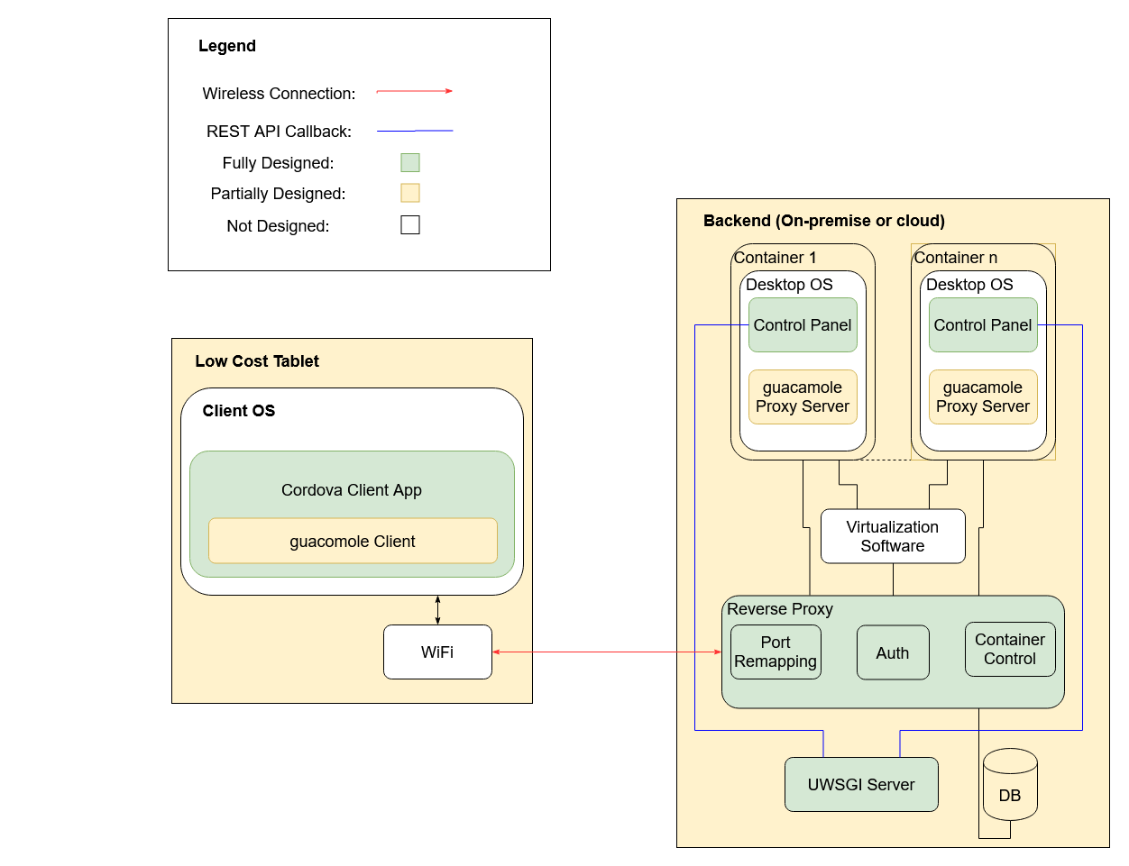 Legend
Wireless Connection:
REST API Callback:
Fully Designed:
Partially Designed:
Not Designed:
Low Cost Tablet
Client OS
Cordova Client App
guacomole Client
WiFi
Backend (On-premise or cloud)
Container 1
Desktop OS
Control Panel
guacamole
Proxy Server
Container n
Desktop OS
Control Panel
guacamole
Proxy Server
Virtualization
Software
Reverse Proxy
Port
Remapping
Auth
Container
Control
UWSGI Server
DB